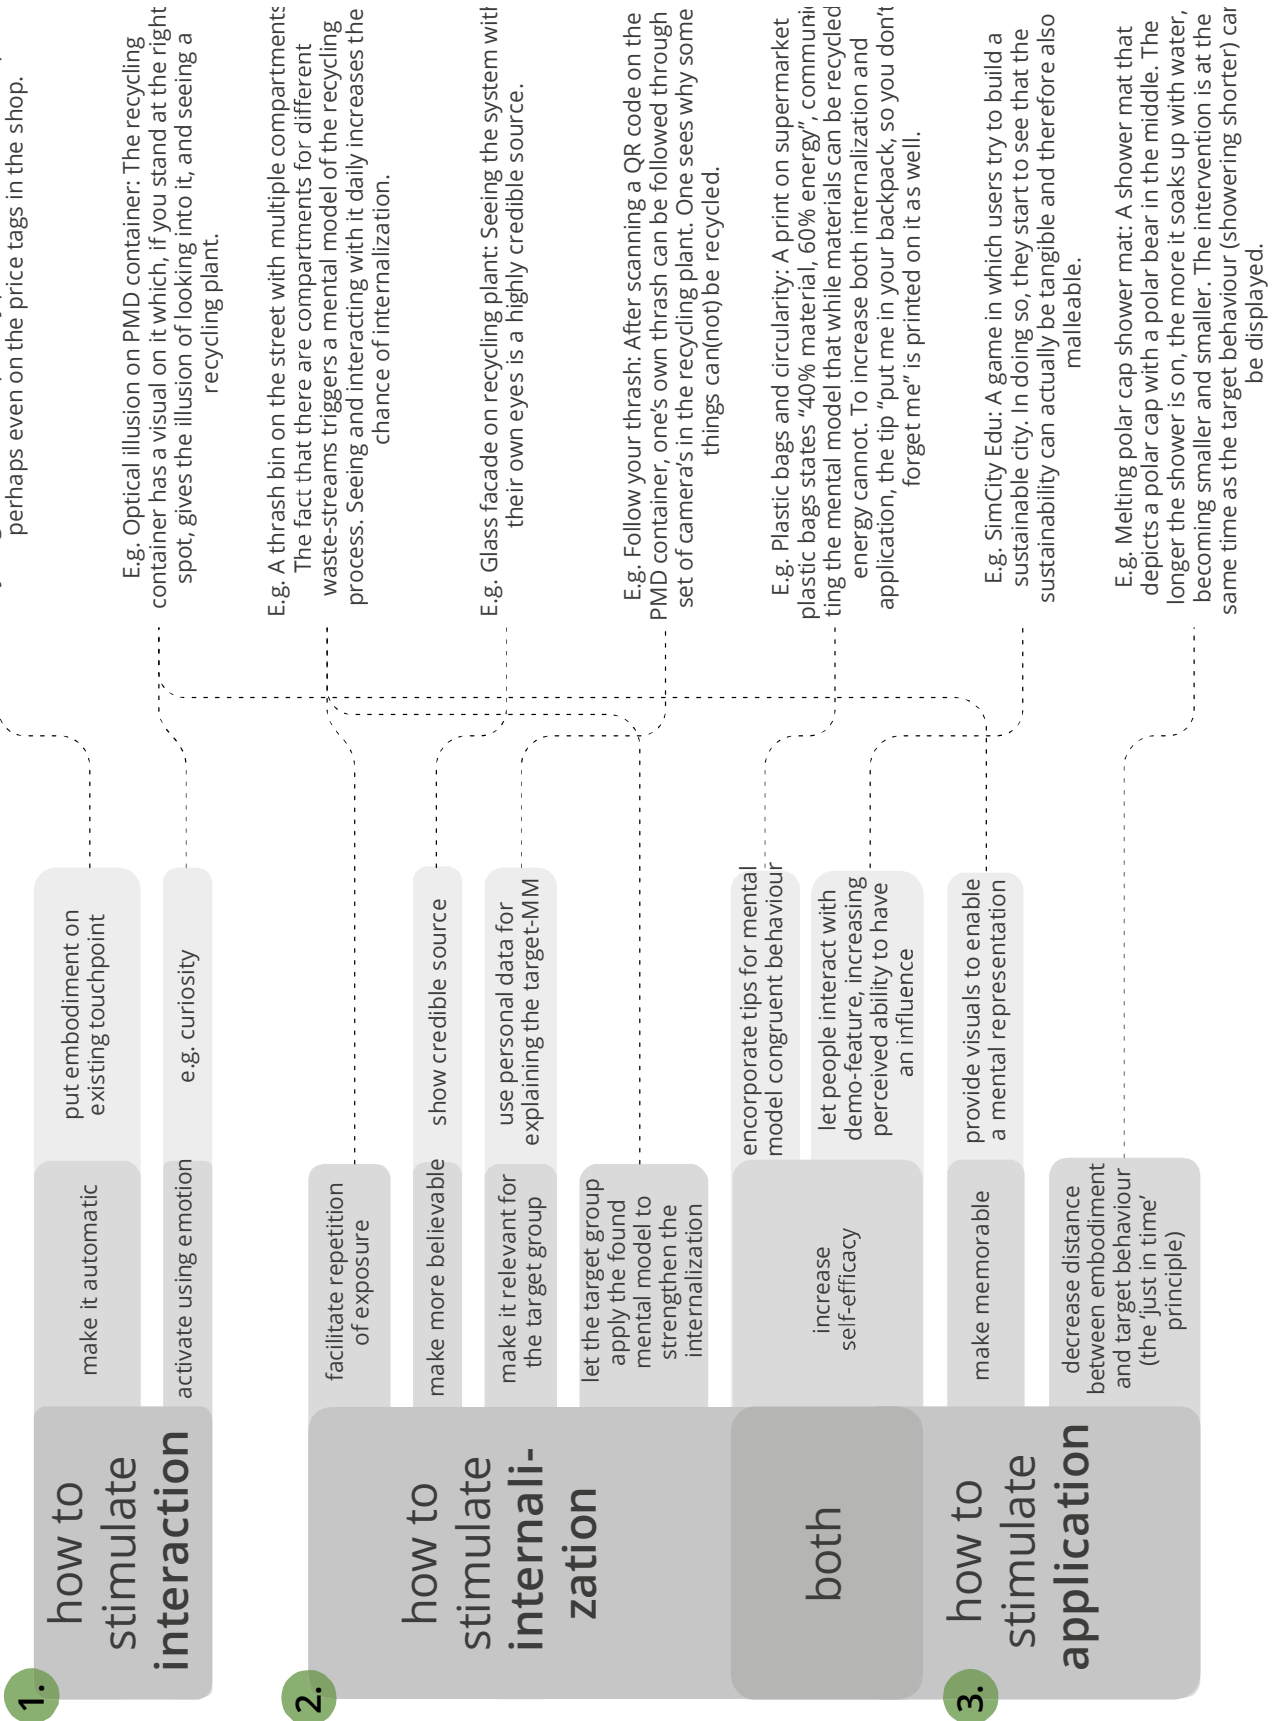 1.
how to
stimulate
interaction
make it automatic
put embodiment on
existing touchpoint
perhaps even on the price tags in the shop.
activate using emotion
e.g. curiosity
E.g. Optical illusion on PMD container: The recycling
container has a visual on it which, if you stand at the right
spot, gives the illusion of looking into it, and seeing a
recycling plant.
2.
how to
stimulate
internali-
zation
facilitate repetition
of exposure
E.g. A thrash bin on the street with multiple compartments
The fact that there are compartments for different
waste-streams triggers a mental model of the recycling
process. Seeing and interacting with it daily increases the
chance of internalization.
make more believable
show credible source
E.g. Glass facade on recycling plant: Seeing the system with
their own eyes is a highly credible source.
make it relevant for
the target group
use personal data for
explaining the target-MM
E.g. Follow your thrash: After scanning a QR code on the
PMD container, one's own thrash can be followed through
set of camera's in the recycling plant. One sees why some
things can(not) be recycled.
let the target group
apply the found
mental model to
strengthen the
internalization
both
increase
self-efficacy
encorporate tips for mental
model congruent behaviour
E.g. Plastic bags and circularity: A print on supermarket
plastic bags states "40% material, 60% energy", communic
ting the mental model that while materials can be recycled
energy cannot. To increase both internalization and
application, the tip "put me in your backpack, so you don't
forget me" is printed on it as well.
let people interact with
demo-feature, increasing
perceived ability to have
an influence
E.g. SimCity Edu: A game in which users try to build a
sustainable city. In doing so, they start to see that the
sustainability can actually be tangible and therefore also
malleable.
3.
how to
stimulate
application
make memorable
provide visuals to enable
a mental representation
decrease distance
between embodiment
and target behaviour
(the 'just in time'
principle)
E.g. Melting polar cap shower mat: A shower mat that
depicts a polar cap with a polar bear in the middle. The
longer the shower is on, the more it soaks up with water,
becoming smaller and smaller. The intervention is at the
same time as the target behaviour (showering shorter) can
be displayed.